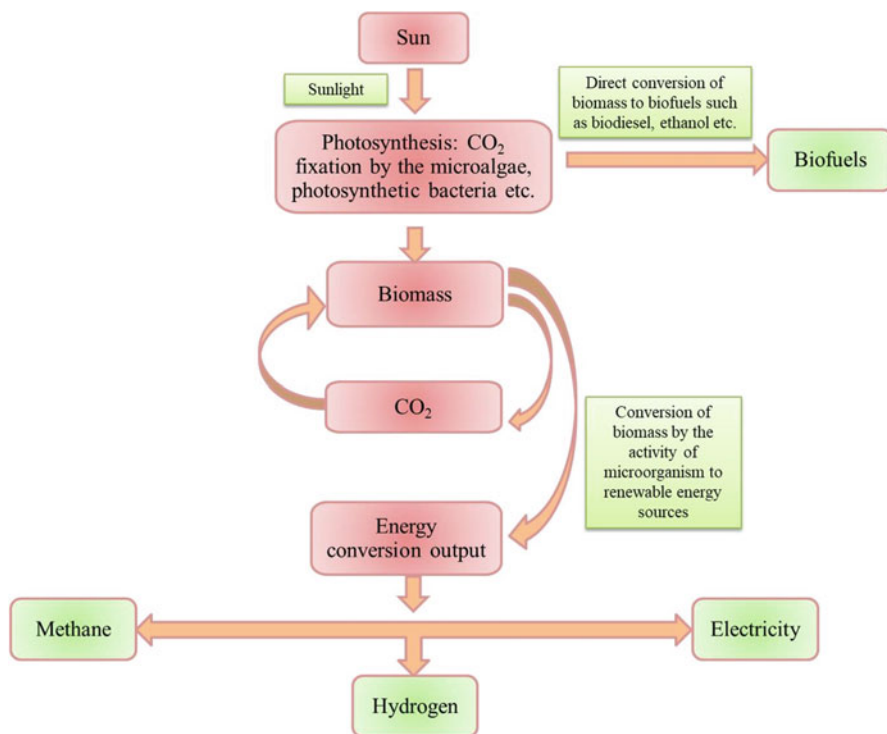 Sun
Sunlight
Direct conversion of
biomass to biofuels such
as biodiesel, ethanol etc.
Photosynthesis: CO₂
fixation by the microalgae,
photosynthetic bacteria etc.
Biofuels
Biomass
CO₂
Conversion of
biomass by the
activity of
microorganism to
renewable energy
sources
Energy
conversion output
Methane
Electricity
Hydrogen